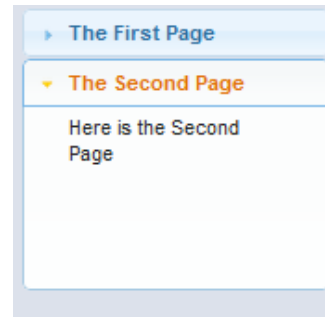 The First Page
The Second Page
Here is the Second
Page